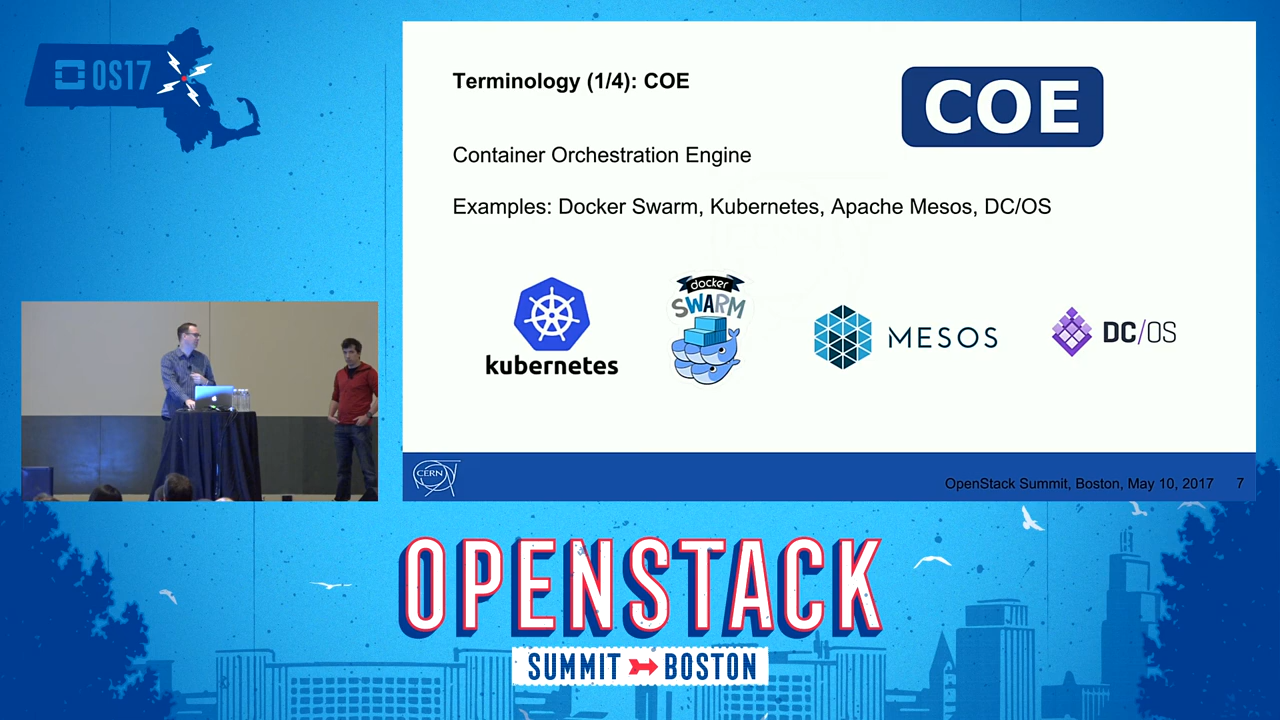 OS17
Terminology (1/4): COE
COE
Container Orchestration Engine
Examples: Docker Swarm, Kubernetes, Apache Mesos, DC/OS
kubernetes
docker
SWARM
MESOS
DC/OS
CERN
OpenStack Summit, Boston, May 10, 2017 7
OPENSTACK
SUMMIT BOSTON